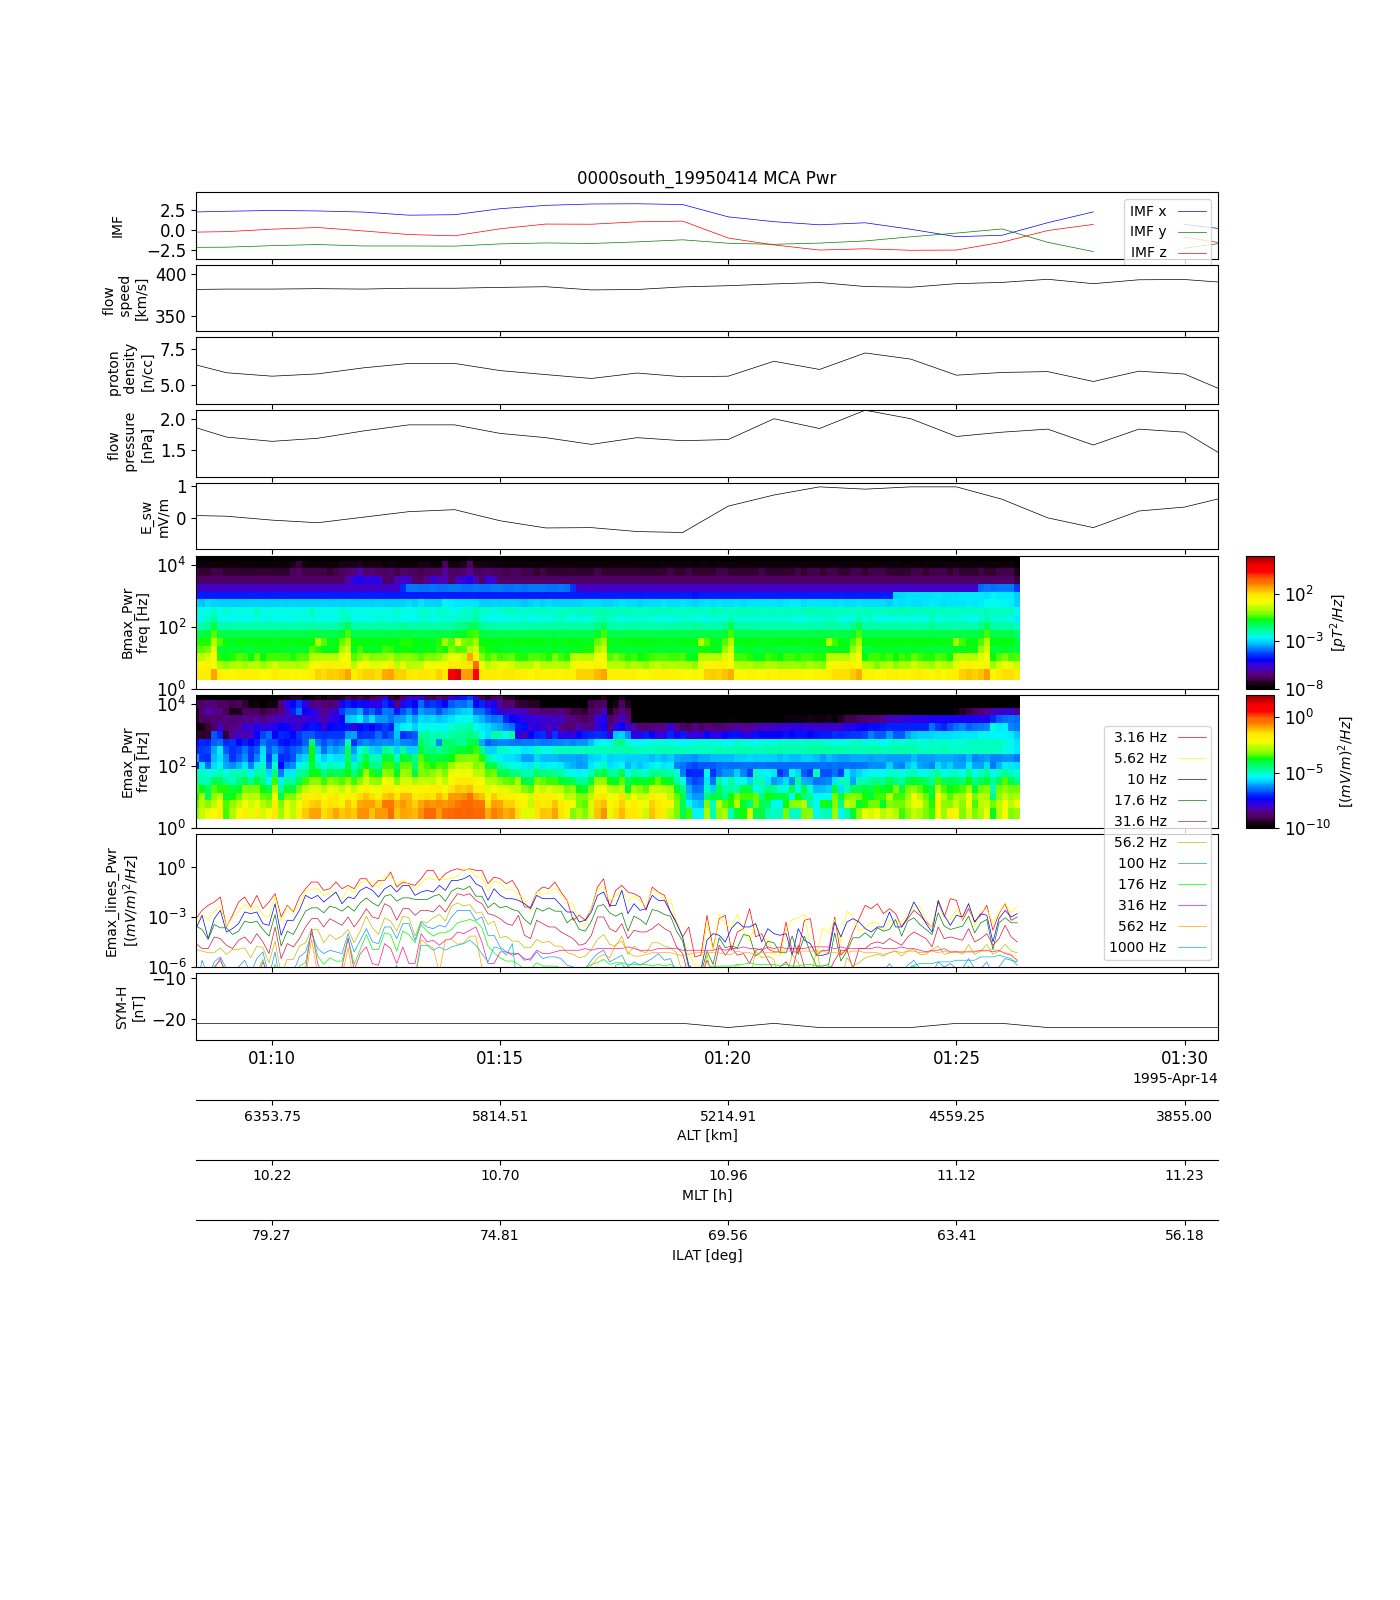 0000south_19950414 MCA Pwr
IMF
2.5
0.0
−2.5
IMF x
IMF y
IMF z
flow
speed
[km/s]
400
350
proton
density
[n/cc]
7.5
5.0
flow
pressure
[nPa]
2.0
1.5
E_sw
mV/m
1
0
Bmax_Pwr
freq [Hz]
10^4
10^2
10^0
10^2
10^−3
10^−8
[pT^2/Hz]
Emax_Pwr
freq [Hz]
10^4
10^2
10^0
10^0
10^−5
10^−10
[(mV/m)^2/Hz]
3.16 Hz
5.62 Hz
10 Hz
17.6 Hz
31.6 Hz
56.2 Hz
100 Hz
176 Hz
316 Hz
562 Hz
1000 Hz
Emax_lines_Pwr
[(mV/m)^2/Hz]
10^0
10^−3
10^−6
SYM-H
[nT]
−10
−20
01:10 01:15 01:20 01:25 01:30
1995-Apr-14
6353.75 5814.51 5214.91 4559.25 3855.00
ALT [km]
10.22 10.70 10.96 11.12 11.23
MLT [h]
79.27 74.81 69.56 63.41 56.18
ILAT [deg]